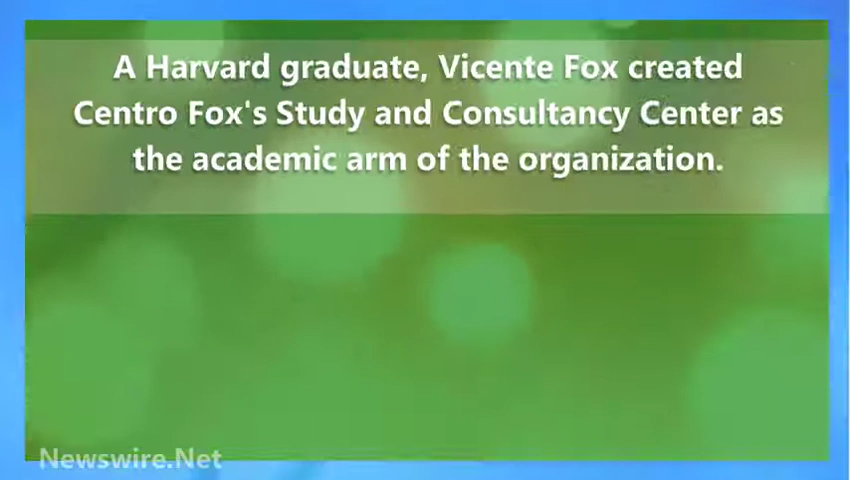 A Harvard graduate, Vicente Fox created
Centro Fox's Study and Consultancy Center as
the academic arm of the organization.
Newswire.Net